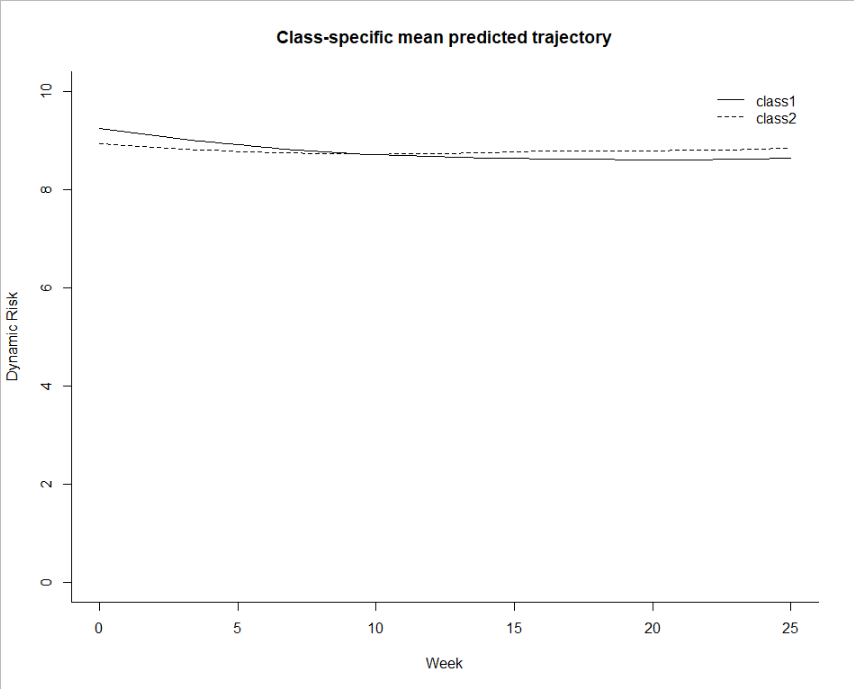 Class-specific mean predicted trajectory
class1
class2
Dynamic Risk
10
8
6
4
2
0
0 5 10 15 20 25
Week